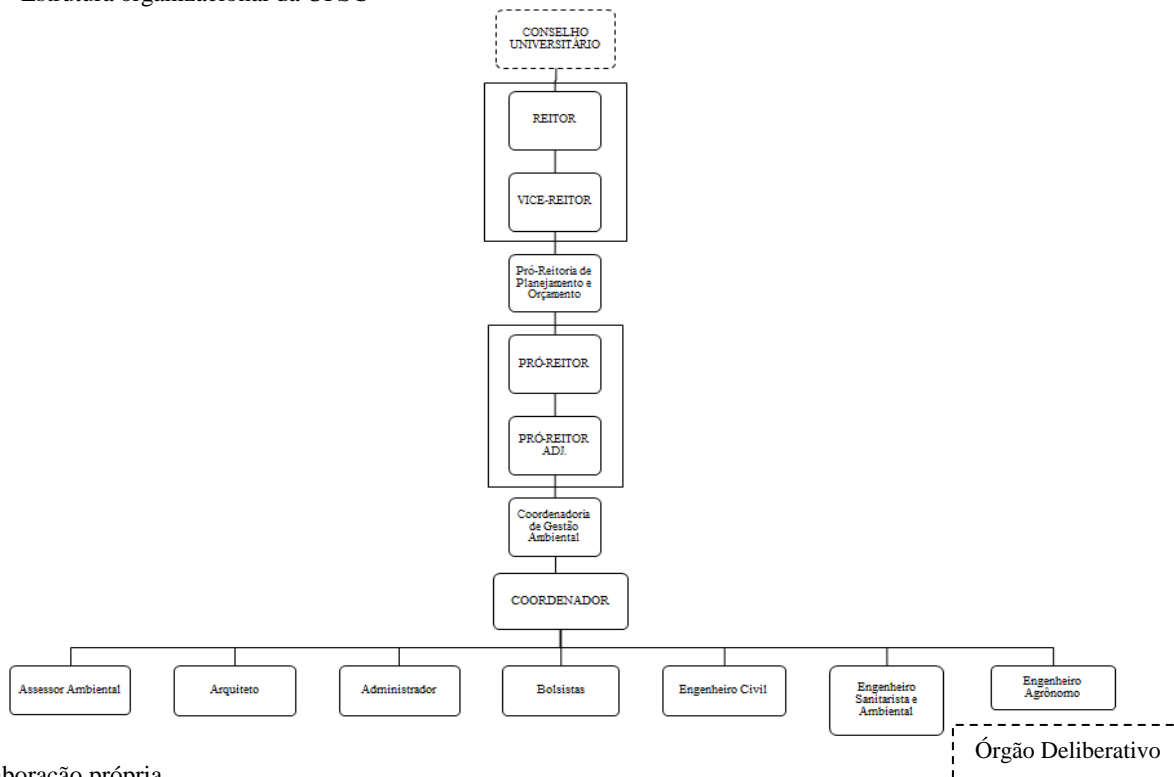 CONSELHO
UNIVERSITÁRIO
REITOR
VICE-REITOR
Pró-Reitoria de
Planejamento e
Orçamento
PRÓ-REITOR
PRÓ-REITOR
ADJ.
Coordenadoria
de Gestão
Ambiental
COORDENADOR
Assessor Ambiental
Arquiteto
Administrador
Bolsistas
Engenheiro Civil
Engenheiro
Sanitarista e
Ambiental
Engenheiro
Agrônomo
Órgão Deliberativo